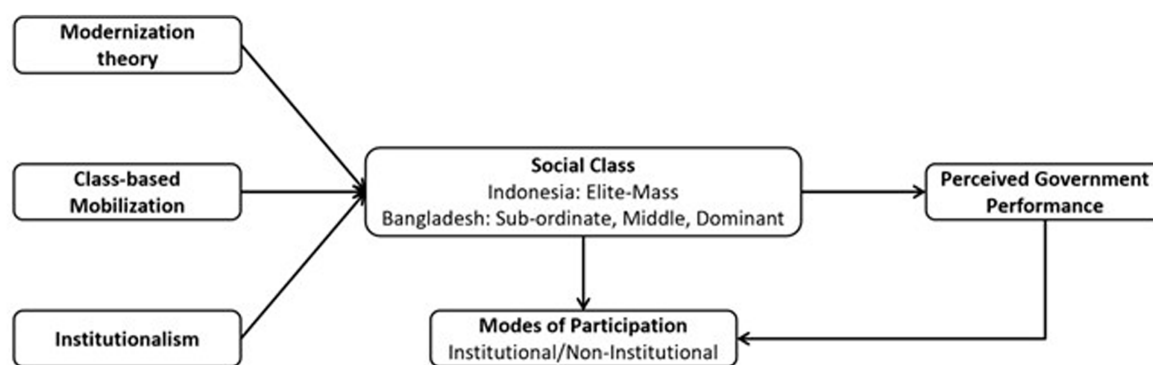 Modernization
theory
Class-based
Mobilization
Institutionalism
Social Class
Indonesia: Elite-Mass
Bangladesh: Sub-ordinate, Middle, Dominant
Perceived Government
Performance
Modes of Participation
Institutional/Non-Institutional